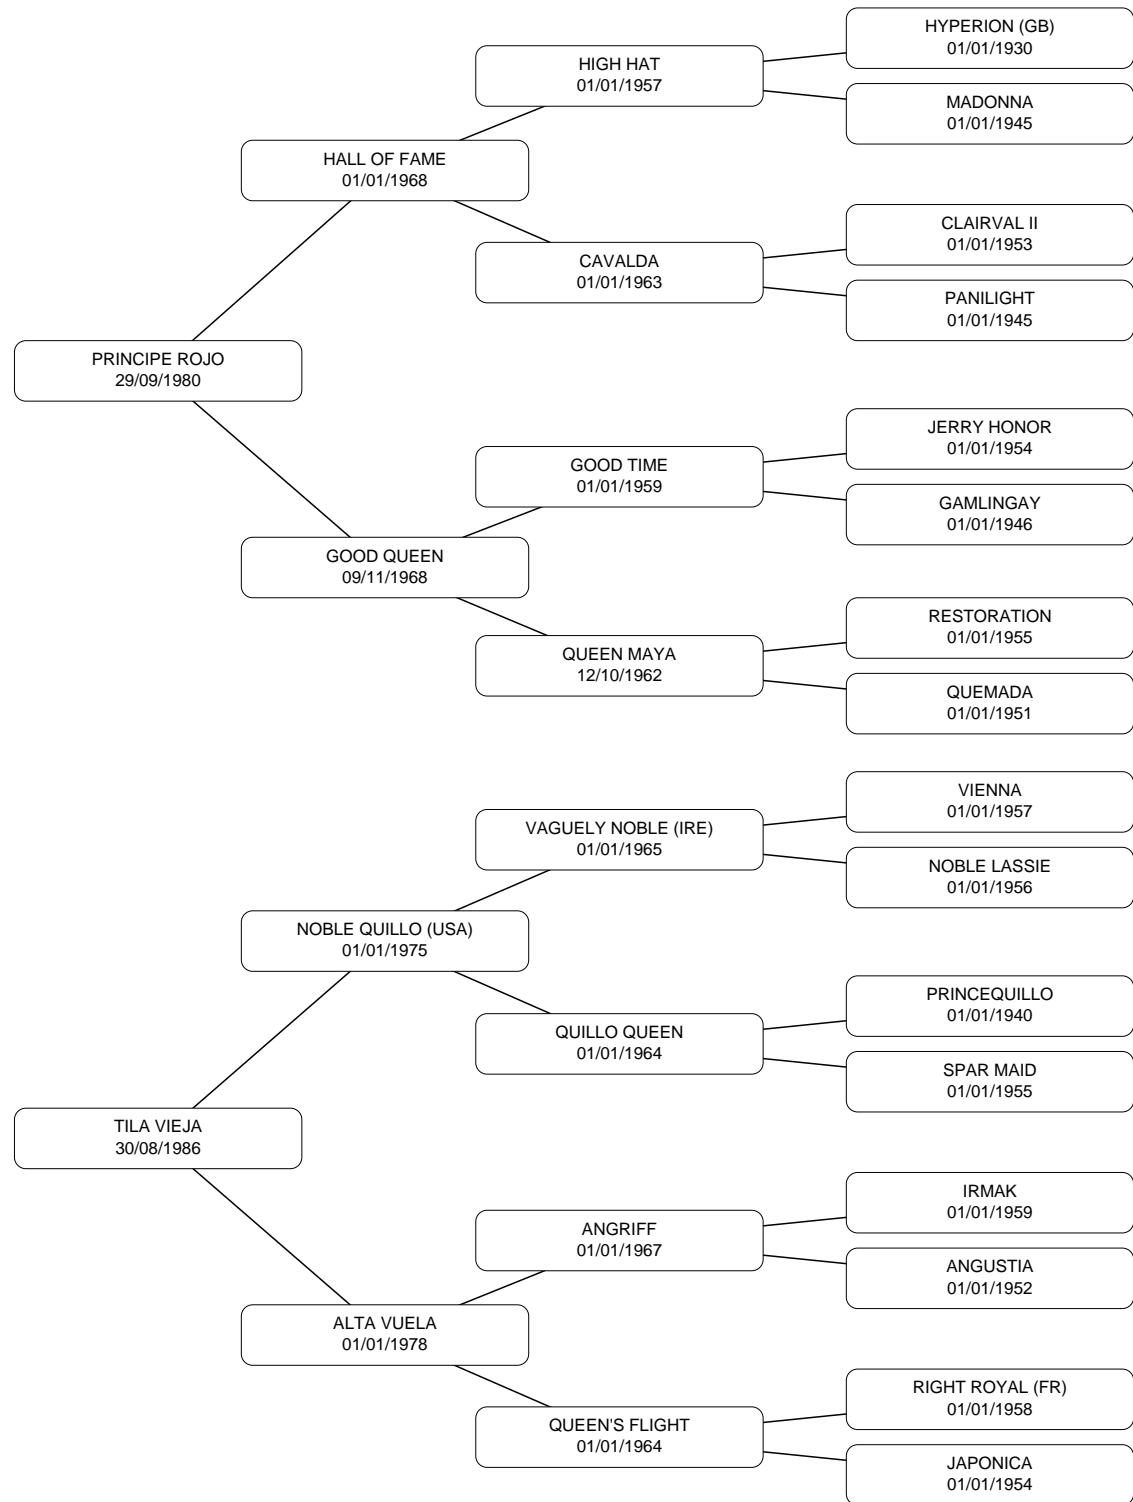 HYPERION (GB)
01/01/1930
HIGH HAT
01/01/1957
MADONNA
01/01/1945
HALL OF FAME
01/01/1968
CLAIRVAL II
01/01/1953
CAVALDA
01/01/1963
PANILIGHT
01/01/1945
PRINCIPE ROJO
29/09/1980
JERRY HONOR
01/01/1954
GOOD TIME
01/01/1959
GAMLINGAY
01/01/1946
GOOD QUEEN
09/11/1968
RESTORATION
01/01/1955
QUEEN MAYA
12/10/1962
QUEMADA
01/01/1951
VIENNA
01/01/1957
VAGUELY NOBLE (IRE)
01/01/1965
NOBLE LASSIE
01/01/1956
NOBLE QUILLO (USA)
01/01/1975
PRINCEQUILLO
01/01/1940
QUILLO QUEEN
01/01/1964
SPAR MAID
01/01/1955
TILA VIEJA
30/08/1986
IRMAK
01/01/1959
ANGRIFF
01/01/1967
ANGUSTIA
01/01/1952
ALTA VUELA
01/01/1978
RIGHT ROYAL (FR)
01/01/1958
QUEEN'S FLIGHT
01/01/1964
JAPONICA
01/01/1954